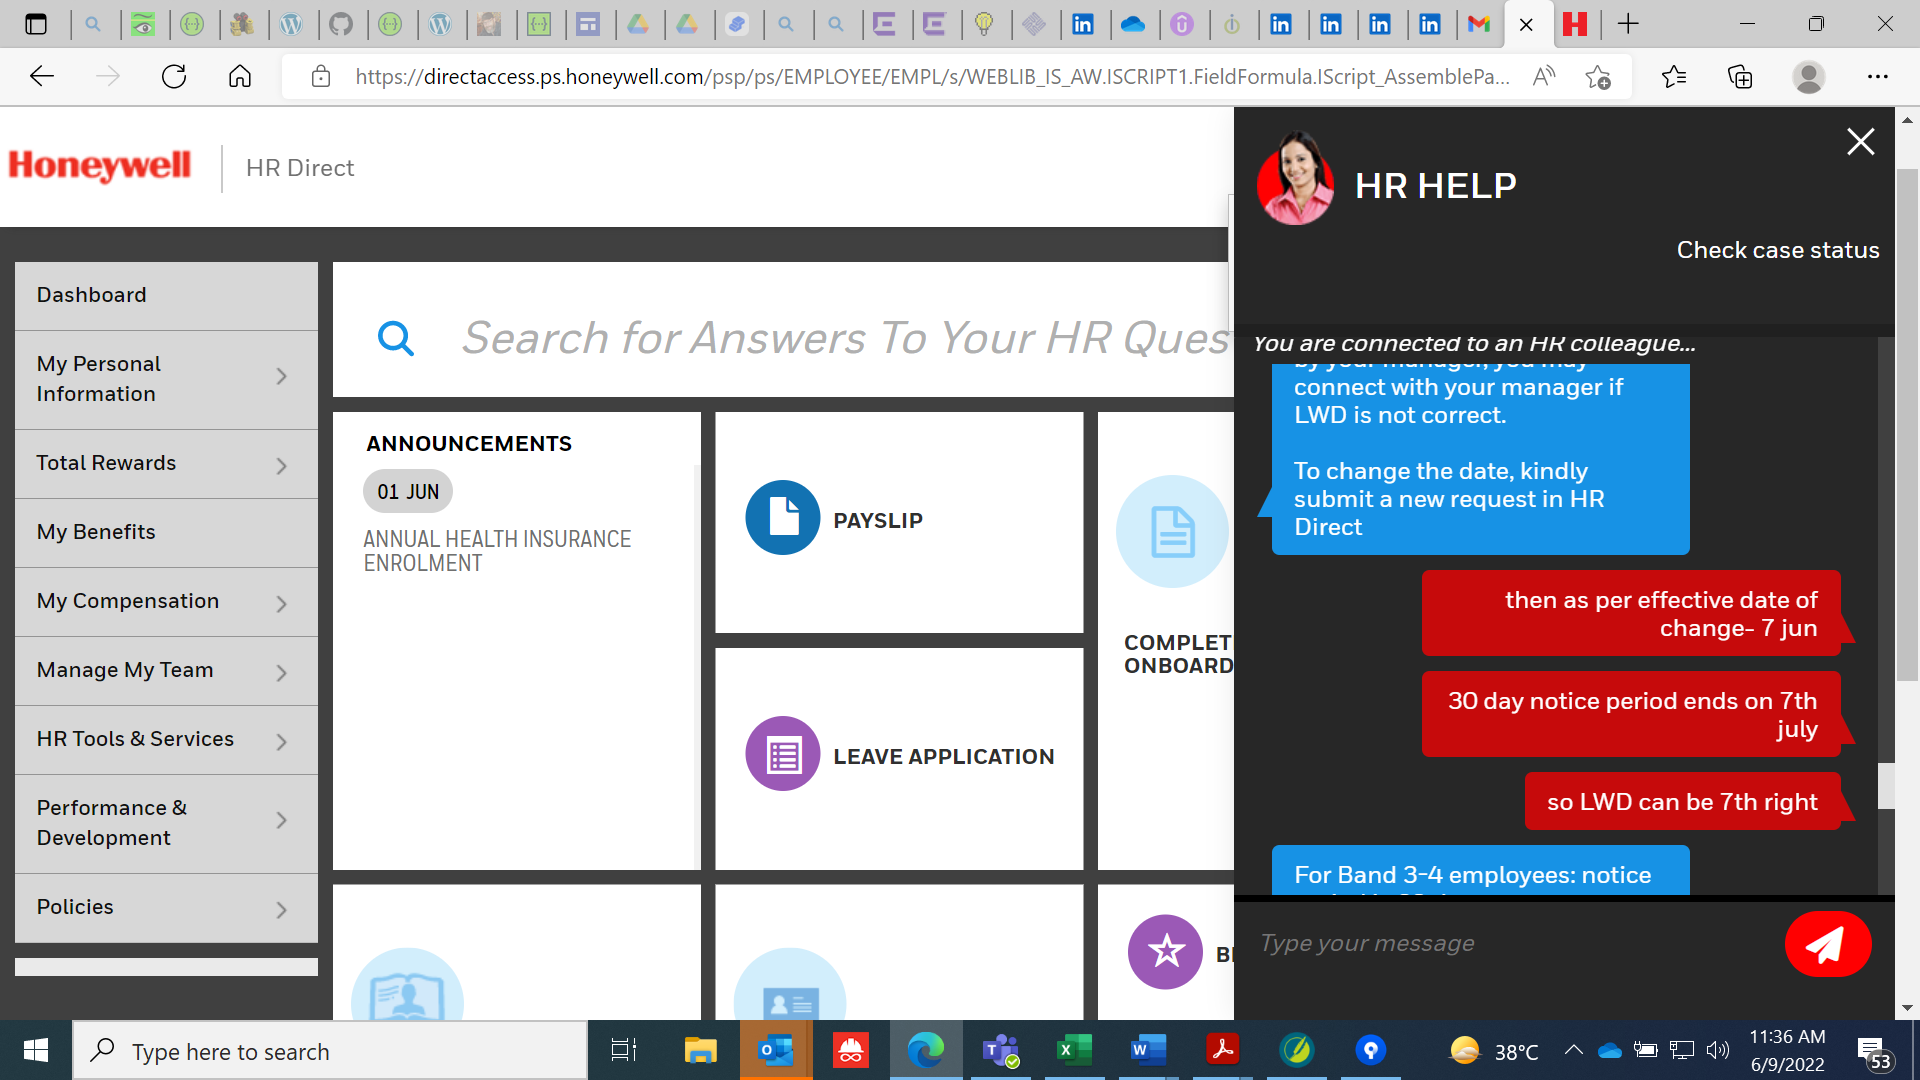 https://directaccess.ps.honeywell.com/psp/ps/EMPLOYEE/EMPL/s/WEBLIB_IS_AW.ISCRIPT1.FieldFormula.IScript_AssemblePa...
Honeywell
HR Direct
HR HELP
Check case status
Dashboard
My Personal
Information
Total Rewards
My Benefits
My Compensation
Manage My Team
HR Tools & Services
Performance &
Development
Policies
Search for Answers To Your HR Ques
ANNOUNCEMENTS
01 JUN
ANNUAL HEALTH INSURANCE
ENROLMENT
PAYSLIP
LEAVE APPLICATION
COMPLET
ONBOARD
You are connected to an HR colleague...
by your manager, you may
connect with your manager if
LWD is not correct.
To change the date, kindly
submit a new request in HR
Direct
then as per effective date of
change- 7 jun
30 day notice period ends on 7th
july
so LWD can be 7th right
For Band 3-4 employees: notice
Type your message
Type here to search
38°C
11:36 AM
6/9/2022
53